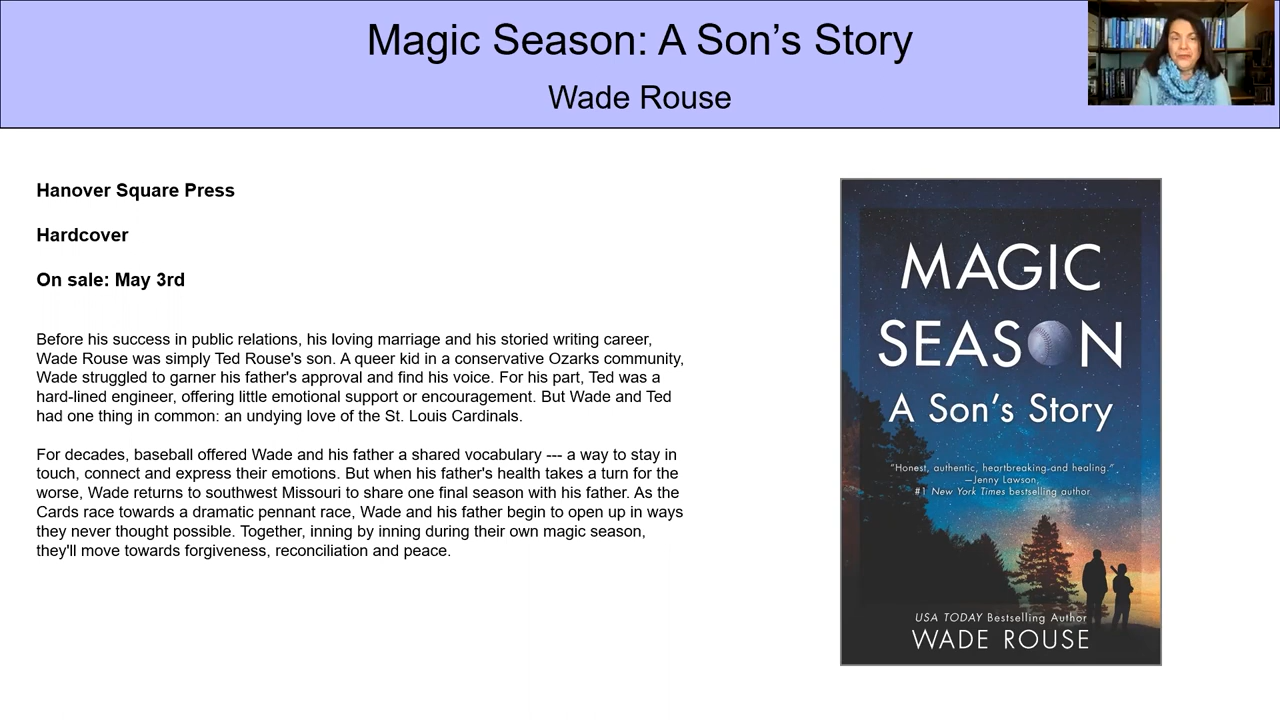 Magic Season: A Son’s Story
Wade Rouse
Hanover Square Press
Hardcover
On sale: May 3rd
Before his success in public relations, his loving marriage and his storied writing career,
Wade Rouse was simply Ted Rouse's son. A queer kid in a conservative Ozarks community,
Wade struggled to garner his father's approval and find his voice. For his part, Ted was a
hard-lined engineer, offering little emotional support or encouragement. But Wade and Ted
had one thing in common: an undying love of the St. Louis Cardinals.
For decades, baseball offered Wade and his father a shared vocabulary --- a way to stay in
touch, connect and express their emotions. But when his father's health takes a turn for the
worse, Wade returns to southwest Missouri to share one final season with his father. As the
Cards race towards a dramatic pennant race, Wade and his father begin to open up in ways
they never thought possible. Together, inning by inning during their own magic season,
they'll move towards forgiveness, reconciliation and peace.
MAGIC
SEASON
A Son’s Story
“Honest, authentic, heartbreaking and healing.”
—Jenny Lawson,
#1 New York Times bestselling author
USA TODAY Bestselling Author
WADE ROUSE